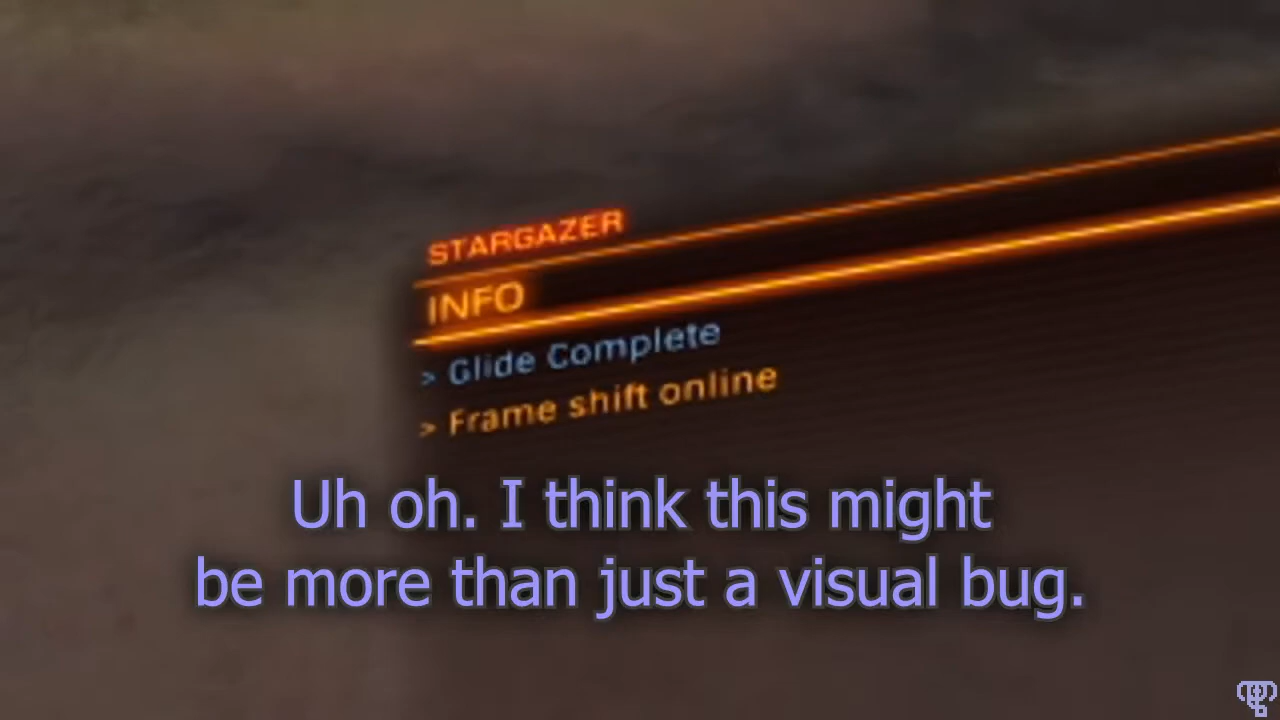 STARGAZER
INFO
> Glide Complete
> Frame shift online
Uh oh. I think this might
be more than just a visual bug.